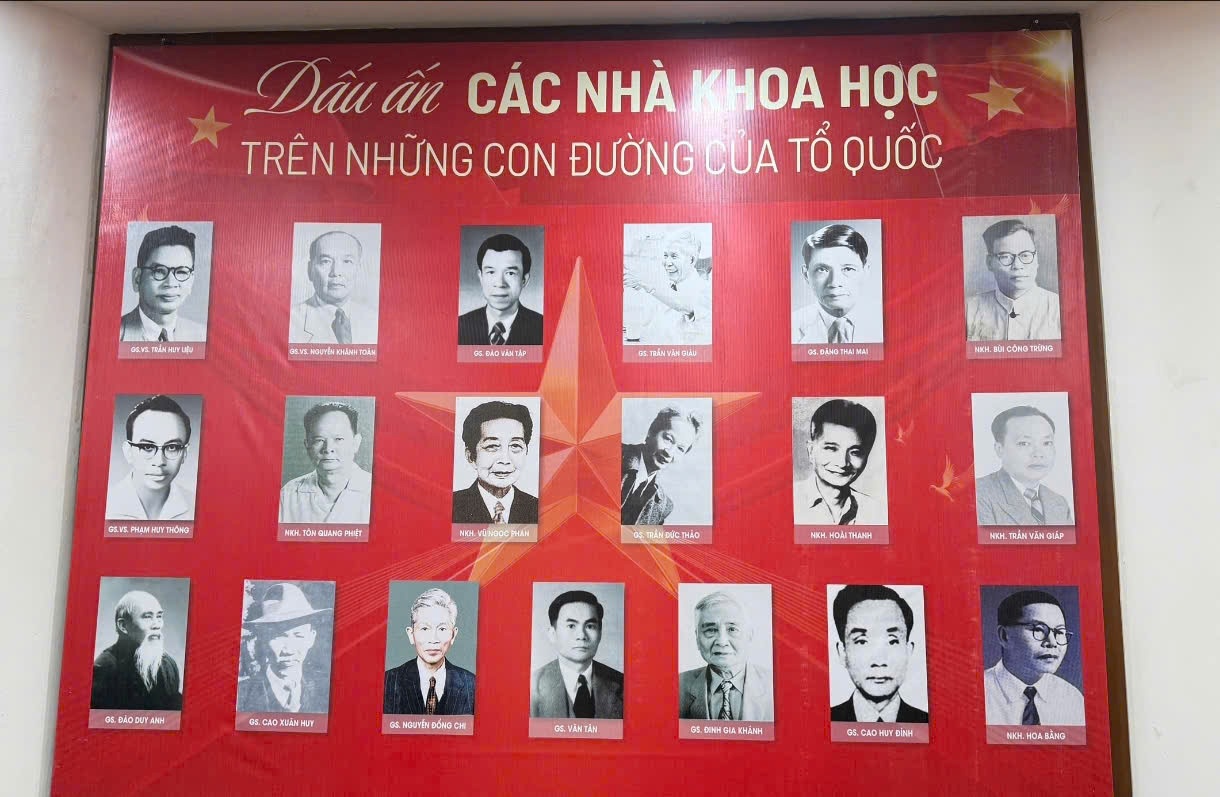 Dấu ấn CÁC NHÀ KHOA HỌC
TRÊN NHỮNG CON ĐƯỜNG CỦA TỔ QUỐC
GS.VS. TRẦN HUY LIỆU
GS.VS. NGUYỄN KHÁNH TOÀN
GS. ĐÀO VĂN TẬP
GS. TRẦN VĂN GIÀU
GS. ĐẶNG THAI MAI
NKH. BÙI CÔNG TRỪNG
GS.VS. PHẠM HUY THÔNG
NKH. TÔN QUANG PHIỆT
NKH. VŨ NGỌC PHAN
GS. TRẦN ĐỨC THẢO
NKH. HOÀI THANH
NKH. TRẦN VĂN GIÁP
GS. ĐÀO DUY ANH
GS. CAO XUÂN HUY
GS. NGUYỄN ĐỔNG CHI
GS. VĂN TÂN
GS. ĐINH GIA KHÁNH
GS. CAO HUY ĐỈNH
NKH. HOA BẰNG